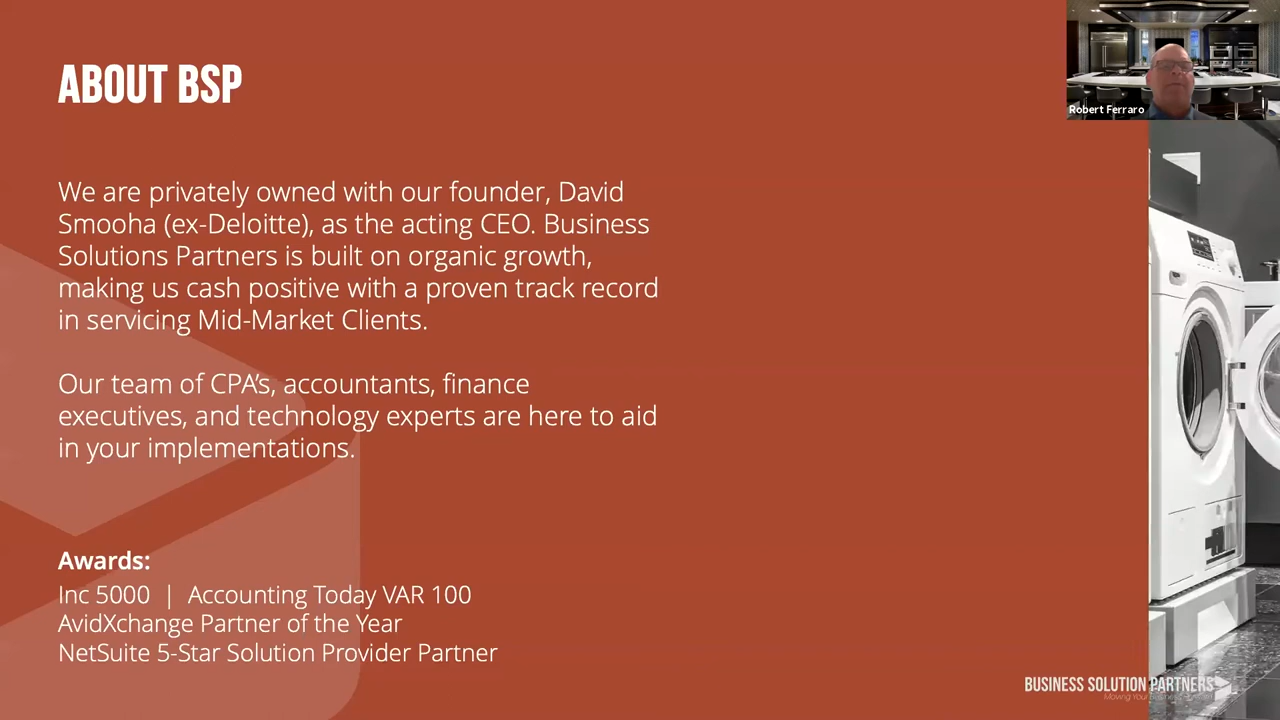 ABOUT BSP
Robert Ferraro
We are privately owned with our founder, David
Smooha (ex-Deloitte), as the acting CEO. Business
Solutions Partners is built on organic growth,
making us cash positive with a proven track record
in servicing Mid-Market Clients.
Our team of CPA's, accountants, finance
executives, and technology experts are here to aid
in your implementations.
Awards:
Inc 5000 | Accounting Today VAR 100
AvidXchange Partner of the Year
NetSuite 5-Star Solution Provider Partner
BUSINESS SOLUTION PARTNERS
Moving Your